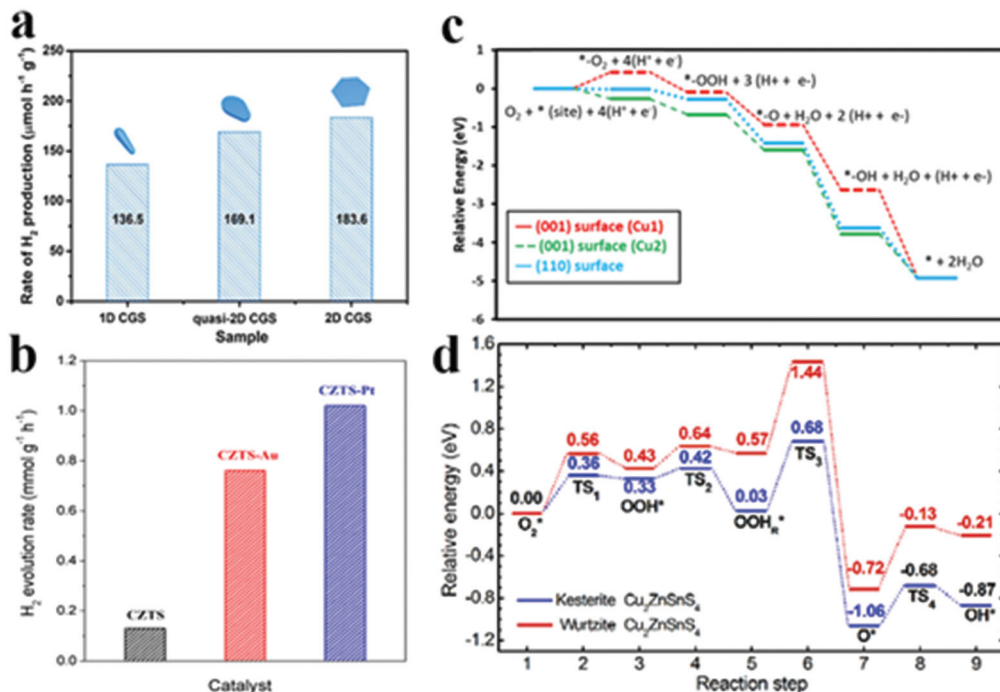 a
Rate of H2 production (μmol h-1 g-1)
250
200
150
100
50
0
136.5
169.1
183.6
1D CGS
quasi-2D CGS
2D CGS
Sample
b
H2 evolution rate (mmol g-1 h-1)
1.2
1.0
0.8
0.6
0.4
0.2
0.0
CZTS
CZTS-Au
CZTS-Pt
Catalyst
c
Relative Energy (eV)
1
0
-1
-2
-3
-4
-5
-6
*-O2 + 4(H+ + e-)
*-OOH + 3 (H+ + e-)
O2 + * (site) + 4(H+ + e-)
*-O + H2O + 2 (H+ + e-)
*-OH + H2O + (H+ + e-)
* + 2H2O
(001) surface (Cu1)
(001) surface (Cu2)
(110) surface
d
Relative energy (eV)
1.6
1.2
0.8
0.4
0.0
-0.4
-0.8
-1.2
0.00
O2*
0.56
0.36
TS1
0.43
0.33
OOH*
0.64
0.42
TS2
0.57
0.03
OOHR*
1.44
0.68
TS3
-0.72
-1.06
O*
-0.13
-0.68
TS4
-0.21
-0.87
OH*
Kesterite Cu2ZnSnS4
Wurtzite Cu2ZnSnS4
1 2 3 4 5 6 7 8 9
Reaction step